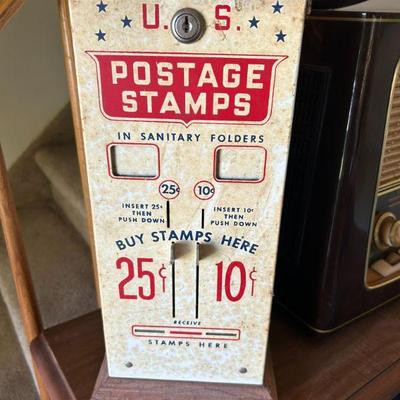 U. S.
POSTAGE
STAMPS
IN SANITARY FOLDERS
25¢ 10¢
INSERT 25¢ INSERT 10¢
THEN THEN
PUSH DOWN PUSH DOWN
BUY STAMPS HERE
25¢ 10¢
RECEIVE
STAMPS HERE